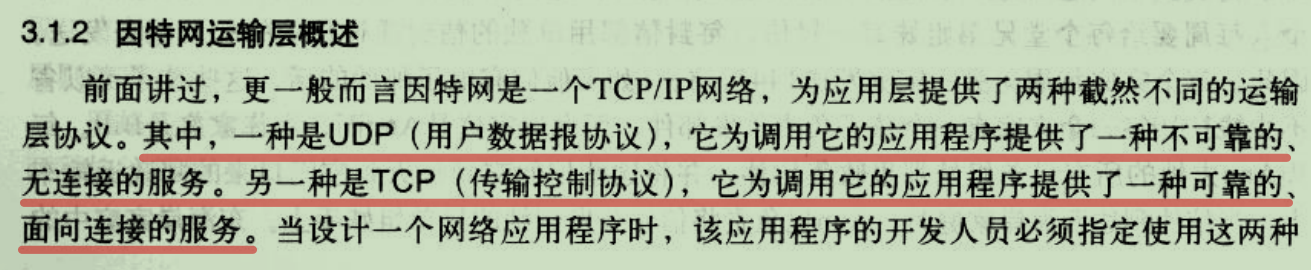 3.1.2 因特网运输层概述
前面讲过，更一般而言因特网是一个TCP/IP网络，为应用层提供了两种截然不同的运输
层协议。其中，一种是UDP（用户数据报协议），它为调用它的应用程序提供了一种不可靠的、
无连接的服务。另一种是TCP（传输控制协议），它为调用它的应用程序提供了一种可靠的、
面向连接的服务。当设计一个网络应用程序时，该应用程序的开发人员必须指定使用这两种